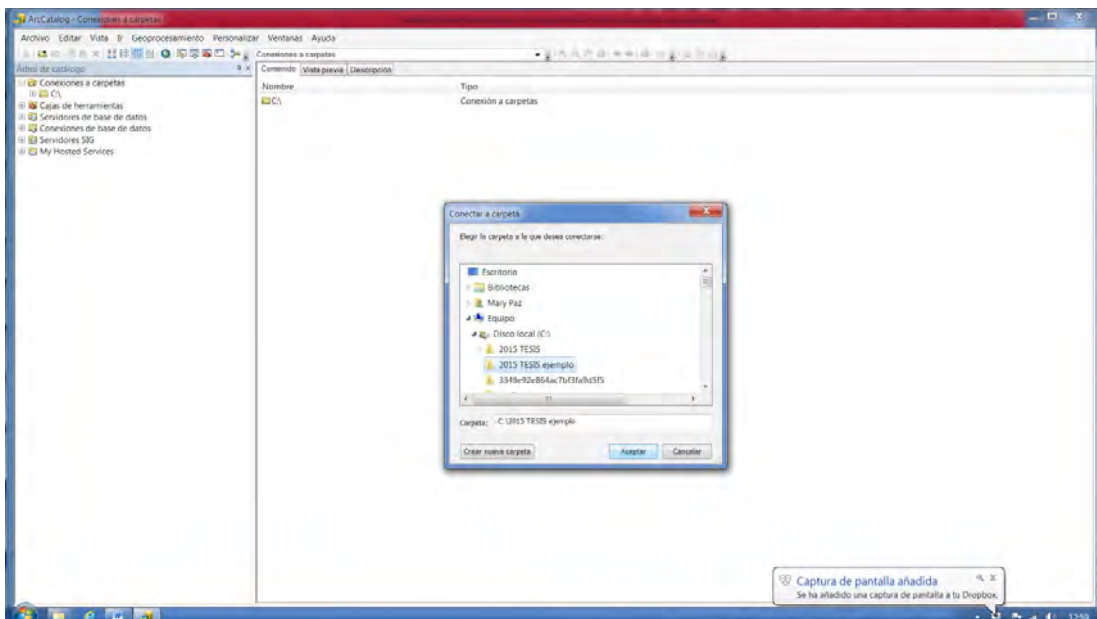 ArcCatalog - Conexiones a carpetas
Archivo Editar Vista Ir Geoprocesamiento Personalizar Ventanas Ayuda
Conexiones a carpetas
Árbol de catálogo
Contenido Vista previa Descripción
Conexiones a carpetas
C:\
Cajas de herramientas
Servidores de base de datos
Conexiones de base de datos
Servidores SIG
My Hosted Services
Nombre Tipo
C:\ Conexión a carpetas
Conectar a carpeta
Elegir la carpeta a la que desea conectarse:
Escritorio
Bibliotecas
Mary Paz
Equipo
Disco local (C:)
2015 TESIS
2015 TESIS ejemplo
Carpeta: C:\2015 TESIS ejemplo
Crear nueva carpeta Aceptar Cancelar
Captura de pantalla añadida
Se ha añadido una captura de pantalla a tu Dropbox.
12:59